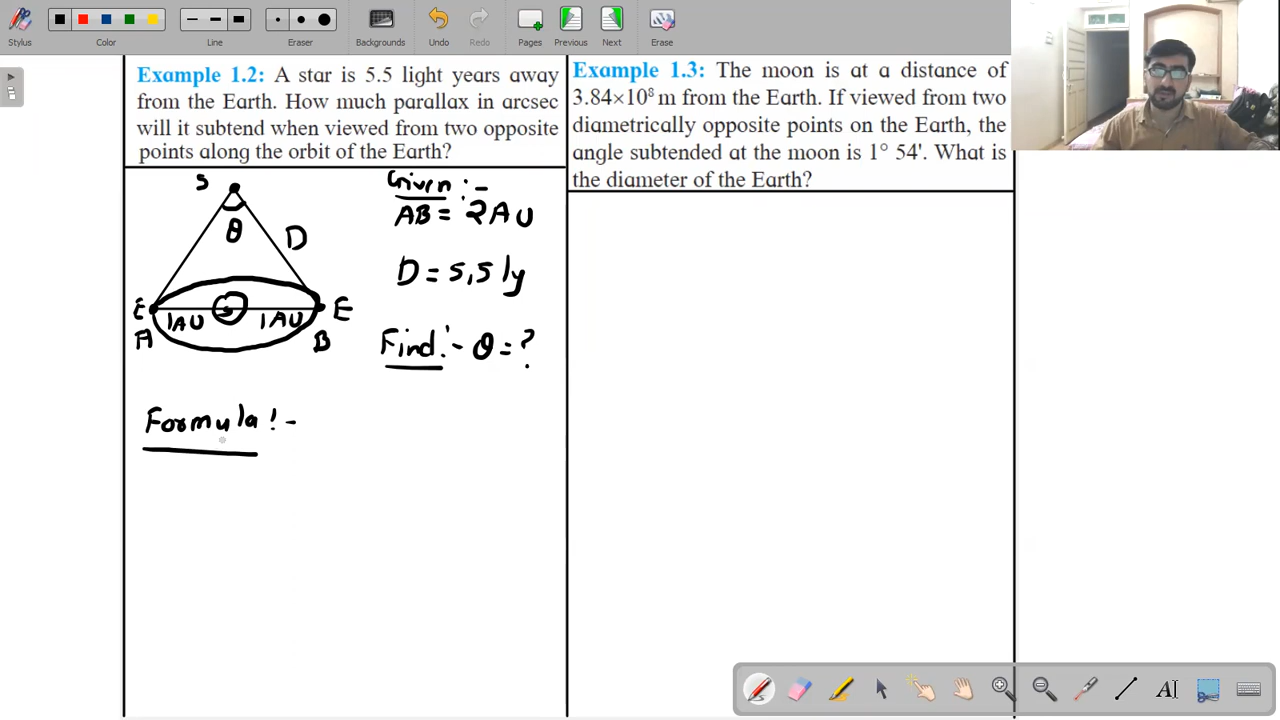 Stylus
Color
Line
Eraser
Backgrounds
Undo
Redo
Pages
Previous
Next
Erase
Example 1.2: A star is 5.5 light years away
from the Earth. How much parallax in arcsec
will it subtend when viewed from two opposite
points along the orbit of the Earth?
S
θ
D
E
1AU
S
1AU
E
A
B
Given :-
AB = 2AU
D = 5.5 ly
Find :- θ = ?
Formula :-
Example 1.3: The moon is at a distance of
3.84×10⁸ m from the Earth. If viewed from two
diametrically opposite points on the Earth, the
angle subtended at the moon is 1° 54'. What is
the diameter of the Earth?
AI